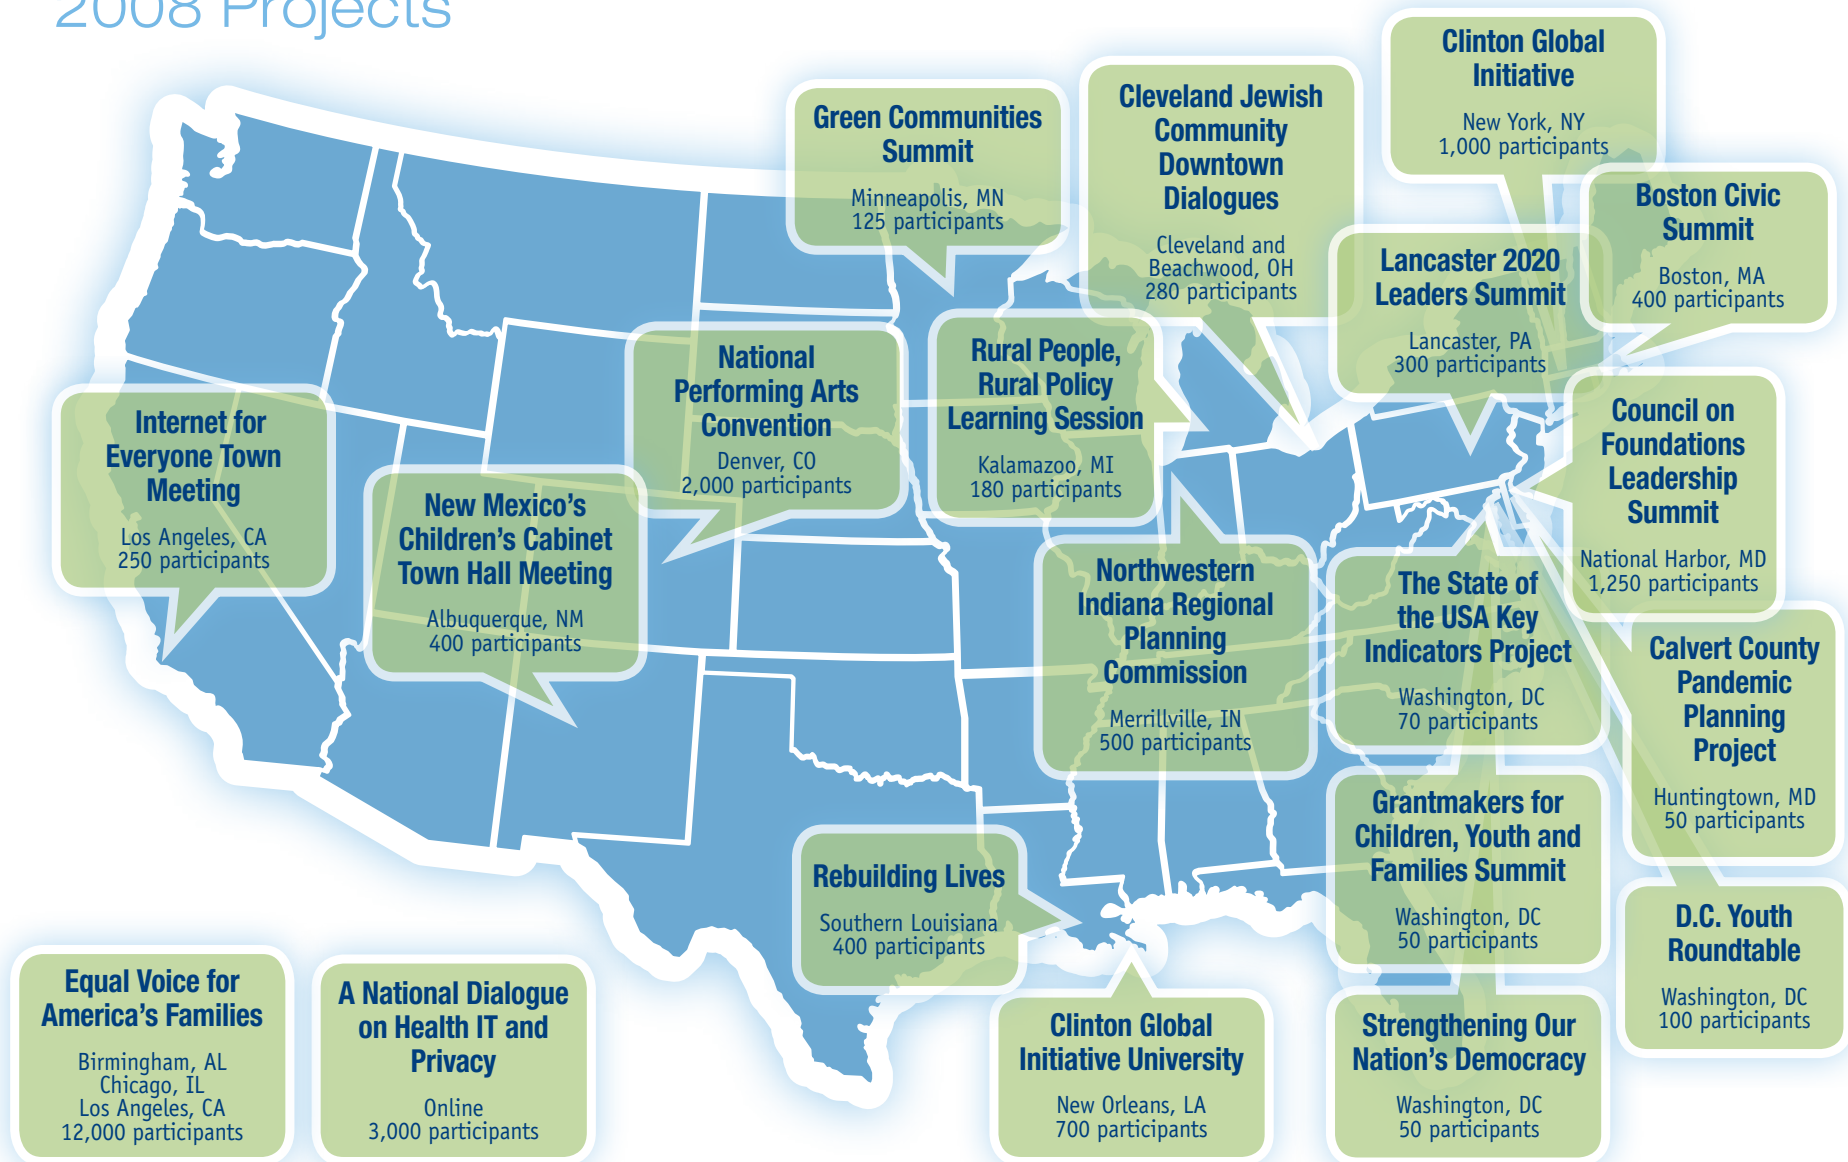 2008 Projects
Clinton Global
Initiative
New York, NY
1,000 participants
Cleveland Jewish
Community
Downtown
Dialogues
Cleveland and
Beachwood, OH
280 participants
Green Communities
Summit
Minneapolis, MN
125 participants
Boston Civic
Summit
Boston, MA
400 participants
Lancaster 2020
Leaders Summit
Lancaster, PA
300 participants
National
Performing Arts
Convention
Denver, CO
2,000 participants
Rural People,
Rural Policy
Learning Session
Kalamazoo, MI
180 participants
Council on
Foundations
Leadership
Summit
National Harbor, MD
1,250 participants
Internet for
Everyone Town
Meeting
Los Angeles, CA
250 participants
New Mexico's
Children's Cabinet
Town Hall Meeting
Albuquerque, NM
400 participants
Northwestern
Indiana Regional
Planning
Commission
Merrillville, IN
500 participants
The State of
the USA Key
Indicators Project
Washington, DC
70 participants
Calvert County
Pandemic
Planning
Project
Huntingtown, MD
50 participants
Grantmakers for
Children, Youth and
Families Summit
Washington, DC
50 participants
Rebuilding Lives
Southern Louisiana
400 participants
D.C. Youth
Roundtable
Washington, DC
100 participants
Equal Voice for
America's Families
Birmingham, AL
Chicago, IL
Los Angeles, CA
12,000 participants
A National Dialogue
on Health IT and
Privacy
Online
3,000 participants
Clinton Global
Initiative University
New Orleans, LA
700 participants
Strengthening Our
Nation's Democracy
Washington, DC
50 participants